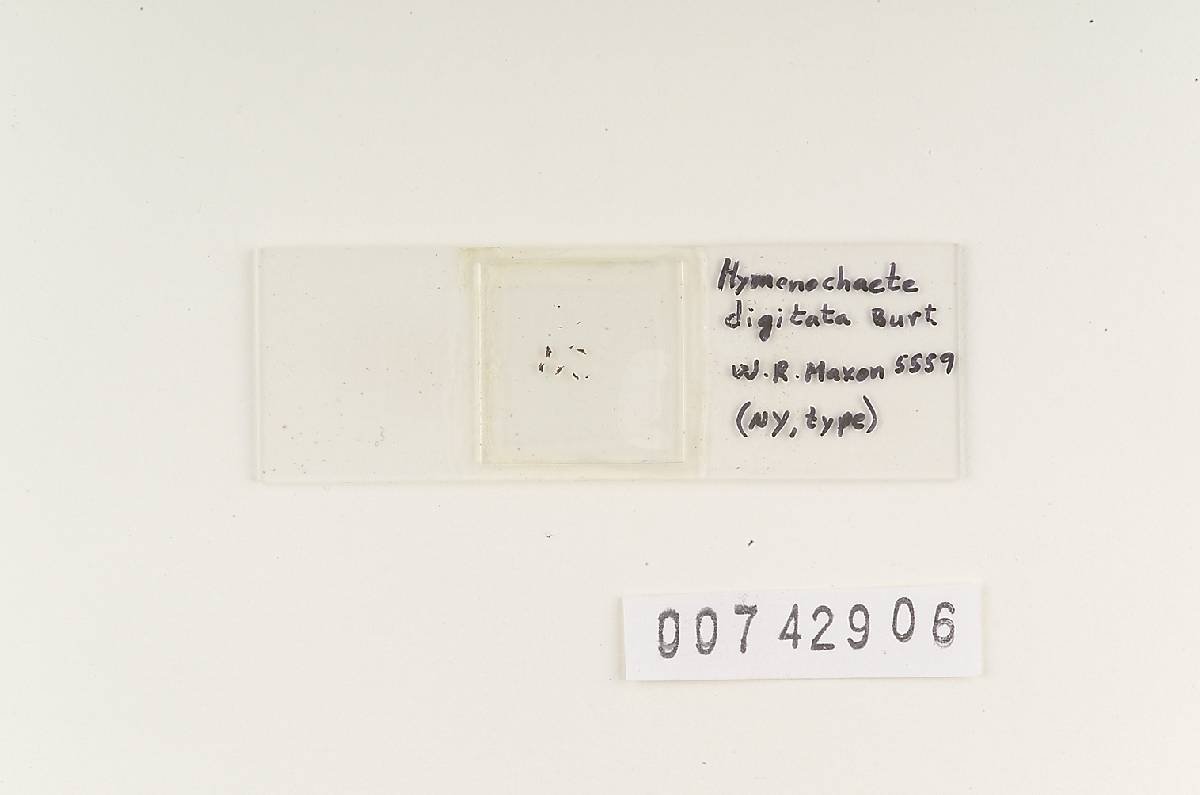 Hymenochaete
digitata Burt
W.R. Maxon 5559
(NY, type)
00742906